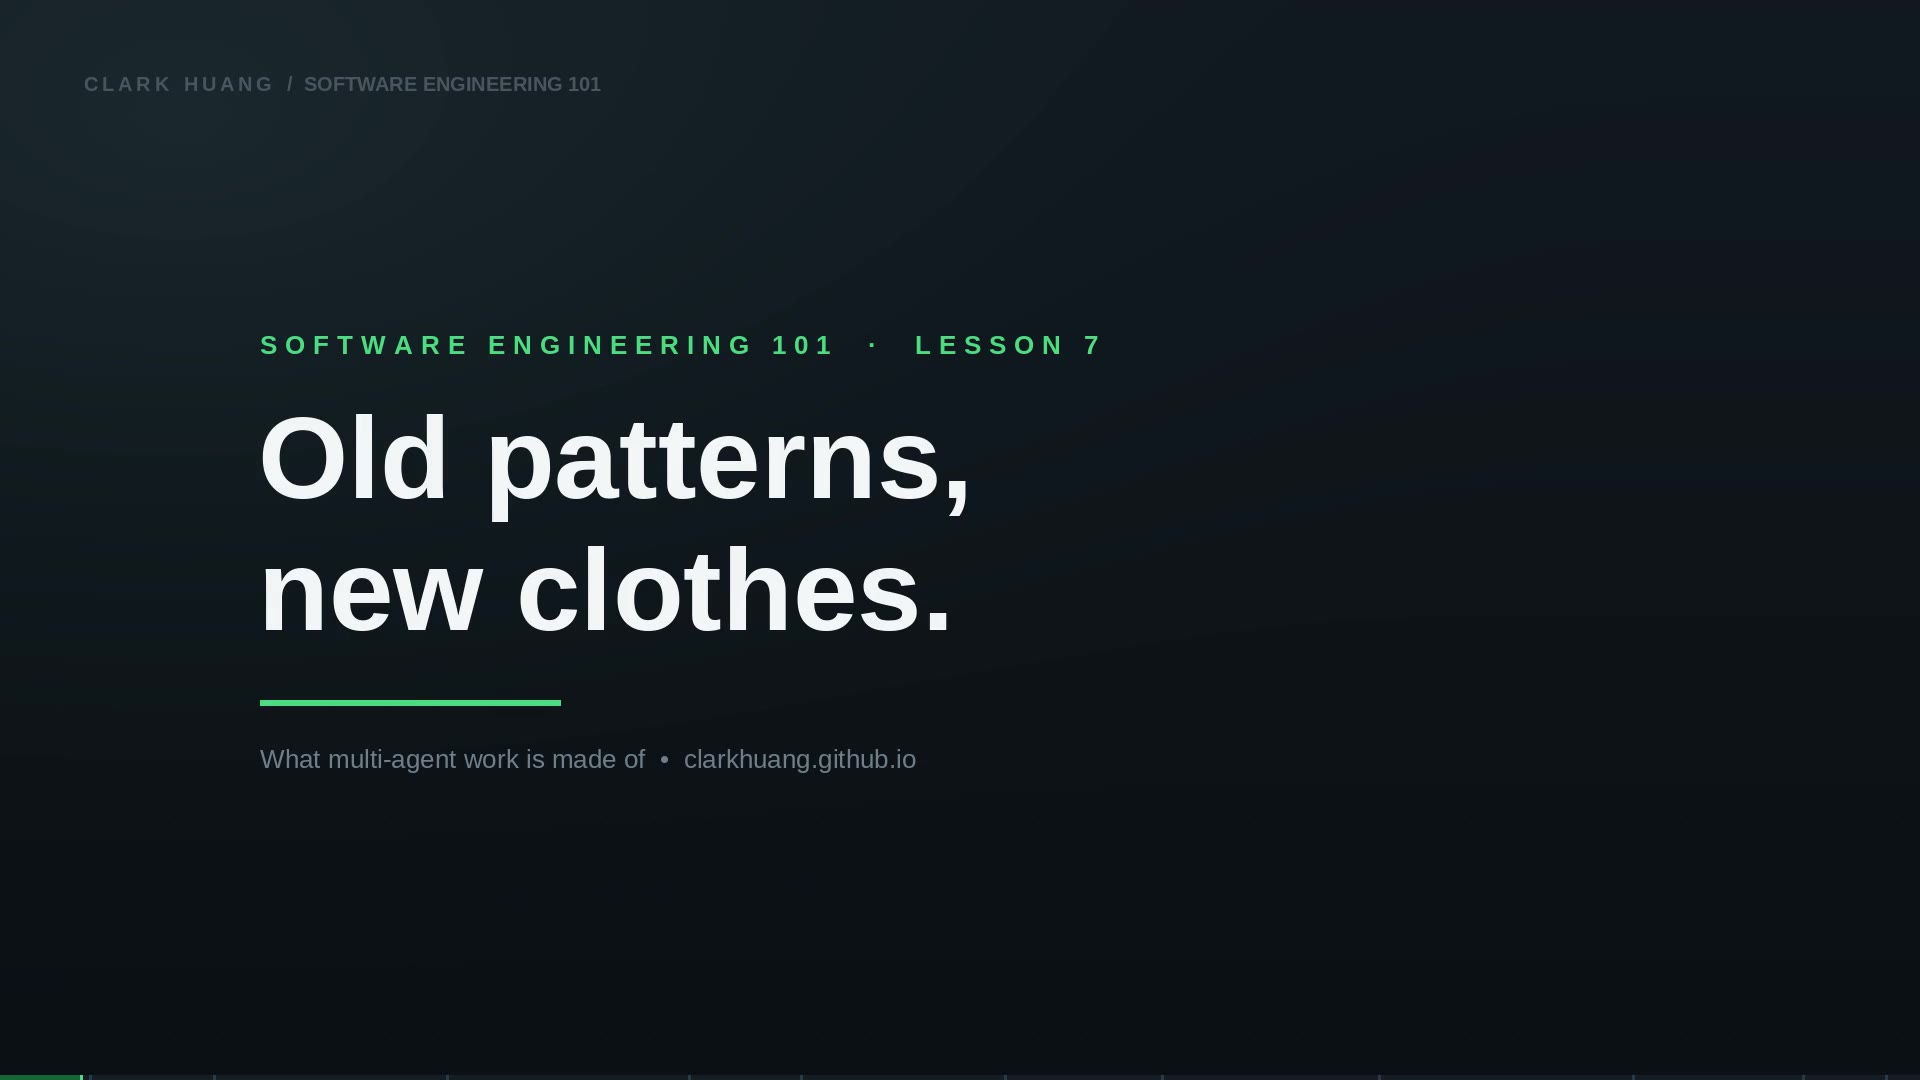 CLARK HUANG / SOFTWARE ENGINEERING 101
SOFTWARE ENGINEERING 101 · LESSON 7
Old patterns,
new clothes.
What multi-agent work is made of • clarkhuang.github.io